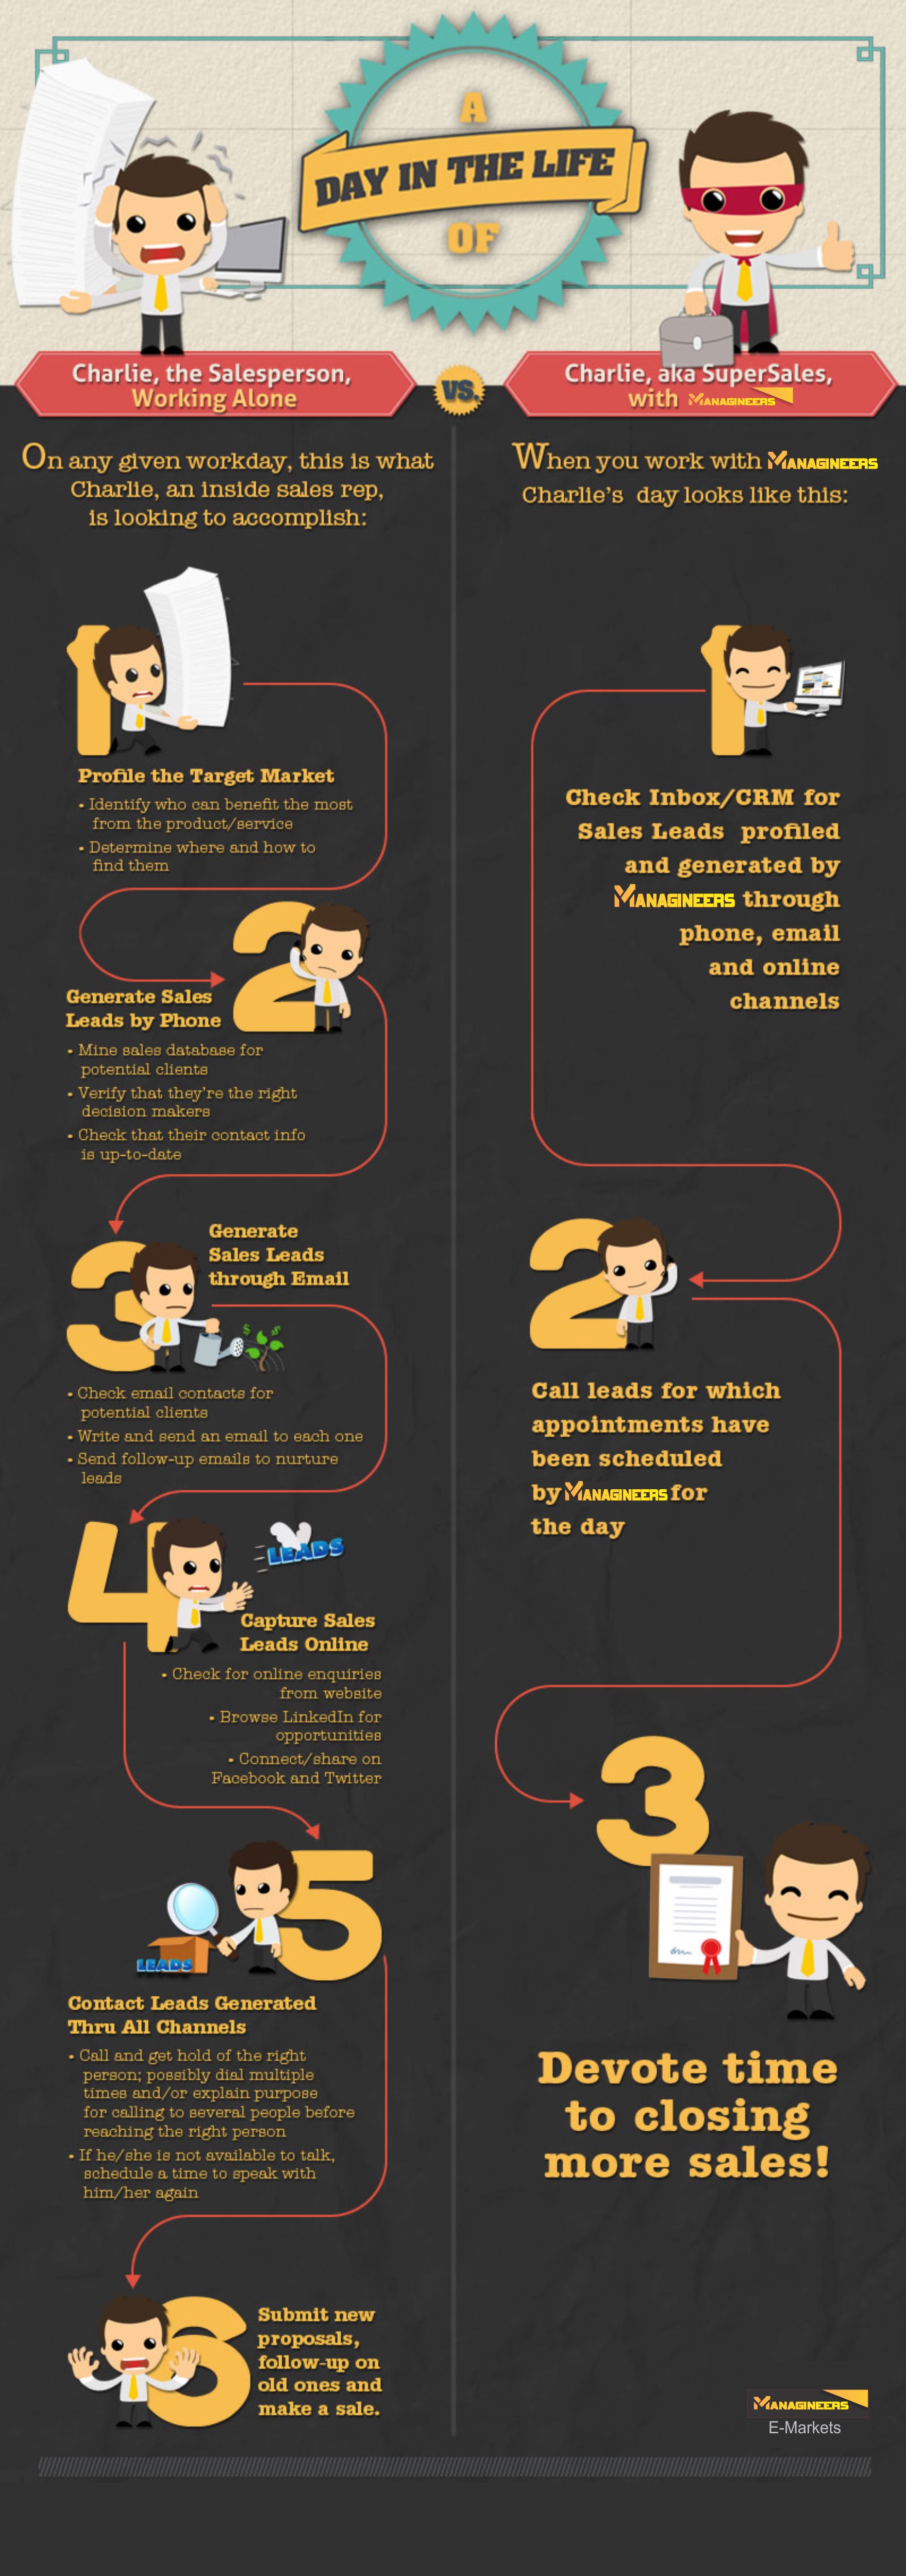 A
DAY IN THE LIFE
OF
Charlie, the Salesperson,
Working Alone
VS.
Charlie, aka SuperSales,
with MANAGINEERS
On any given workday, this is what
Charlie, an inside sales rep,
is looking to accomplish:
Profile the Target Market
• Identify who can benefit the most
from the product/service
• Determine where and how to
find them
2
Generate Sales
Leads by Phone
• Mine sales database for
potential clients
• Verify that they're the right
decision makers
• Check that their contact info
is up-to-date
3
Generate
Sales Leads
through Email
$ $
• Check email contacts for
potential clients
• Write and send an email to each one
• Send follow-up emails to nurture
leads
4
LEADS
Capture Sales
Leads Online
• Check for online enquiries
from website
• Browse LinkedIn for
opportunities
• Connect/share on
Facebook and Twitter
5
LEADS
Contact Leads Generated
Thru All Channels
• Call and get hold of the right
person; possibly dial multiple
times and/or explain purpose
for calling to several people before
reaching the right person
• If he/she is not available to talk,
schedule a time to speak with
him/her again
6
Submit new
proposals,
follow-up on
old ones and
make a sale.
When you work with MANAGINEERS
Charlie's day looks like this:
1
Check Inbox/CRM for
Sales Leads profiled
and generated by
MANAGINEERS through
phone, email
and online
channels
2
Call leads for which
appointments have
been scheduled
by MANAGINEERS for
the day
3
Devote time
to closing
more sales!
MANAGINEERS
E-Markets